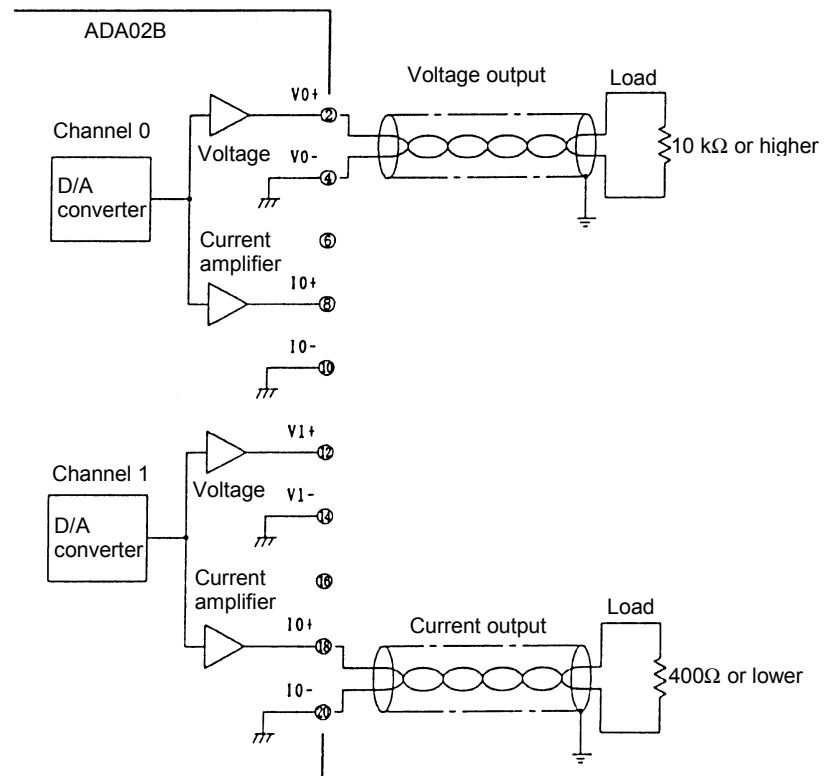 ADA02B
Voltage output
Load
V0+
②
Channel 0
Voltage
10 kΩ or higher
V0-
④
D/A
converter
⑥
Current
amplifier
I0+
⑧
I0-
⑩
V1+
⑫
Channel 1
Voltage
V1-
⑭
D/A
converter
Current
amplifier
⑯
Load
I0+
Current output
⑱
400Ω or lower
I0-
⑳